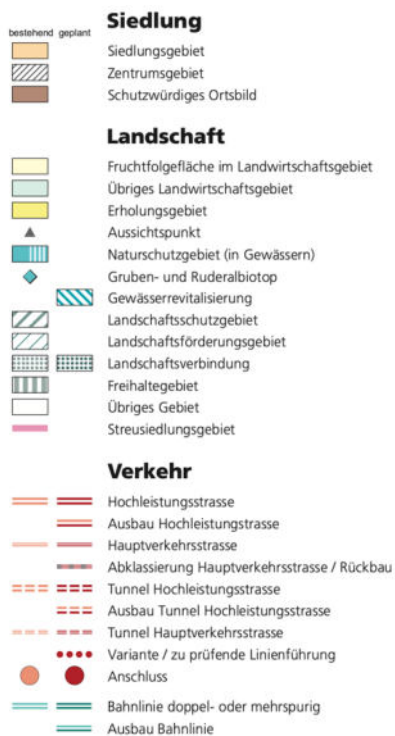 Siedlung
bestehend geplant
Siedlungsgebiet
Zentrumsgebiet
Schutzwürdiges Ortsbild
Landschaft
Fruchtfolgefläche im Landwirtschaftsgebiet
Übriges Landwirtschaftsgebiet
Erholungsgebiet
Aussichtspunkt
Naturschutzgebiet (in Gewässern)
Gruben- und Ruderalbiotop
Gewässerrevitalisierung
Landschaftsschutzgebiet
Landschaftsförderungsgebiet
Landschaftsverbindung
Freihaltegebiet
Übriges Gebiet
Streusiedlungsgebiet
Verkehr
Hochleistungsstrasse
Ausbau Hochleistungstrasse
Hauptverkehrsstrasse
Abklassierung Hauptverkehrsstrasse / Rückbau
Tunnel Hochleistungsstrasse
Ausbau Tunnel Hochleistungsstrasse
Tunnel Hauptverkehrsstrasse
Variante / zu prüfende Linienführung
Anschluss
Bahnlinie doppel- oder mehrspurig
Ausbau Bahnlinie